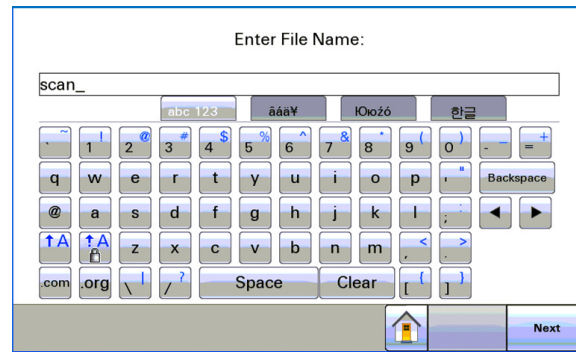 Enter File Name:
scan_
abc 123 âáä¥ Ююźó 한글
` ~ 1 ! 2 @ 3 # 4 $ 5 % 6 ^ 7 & 8 * 9 ( 0 ) - _ = +
q w e r t y u i o p ' " Backspace
@ a s d f g h j k l ; : ◀ ▶
↑A ↑A z x c v b n m , < . >
.com .org \ | / ? Space Clear [ { ] }
Next